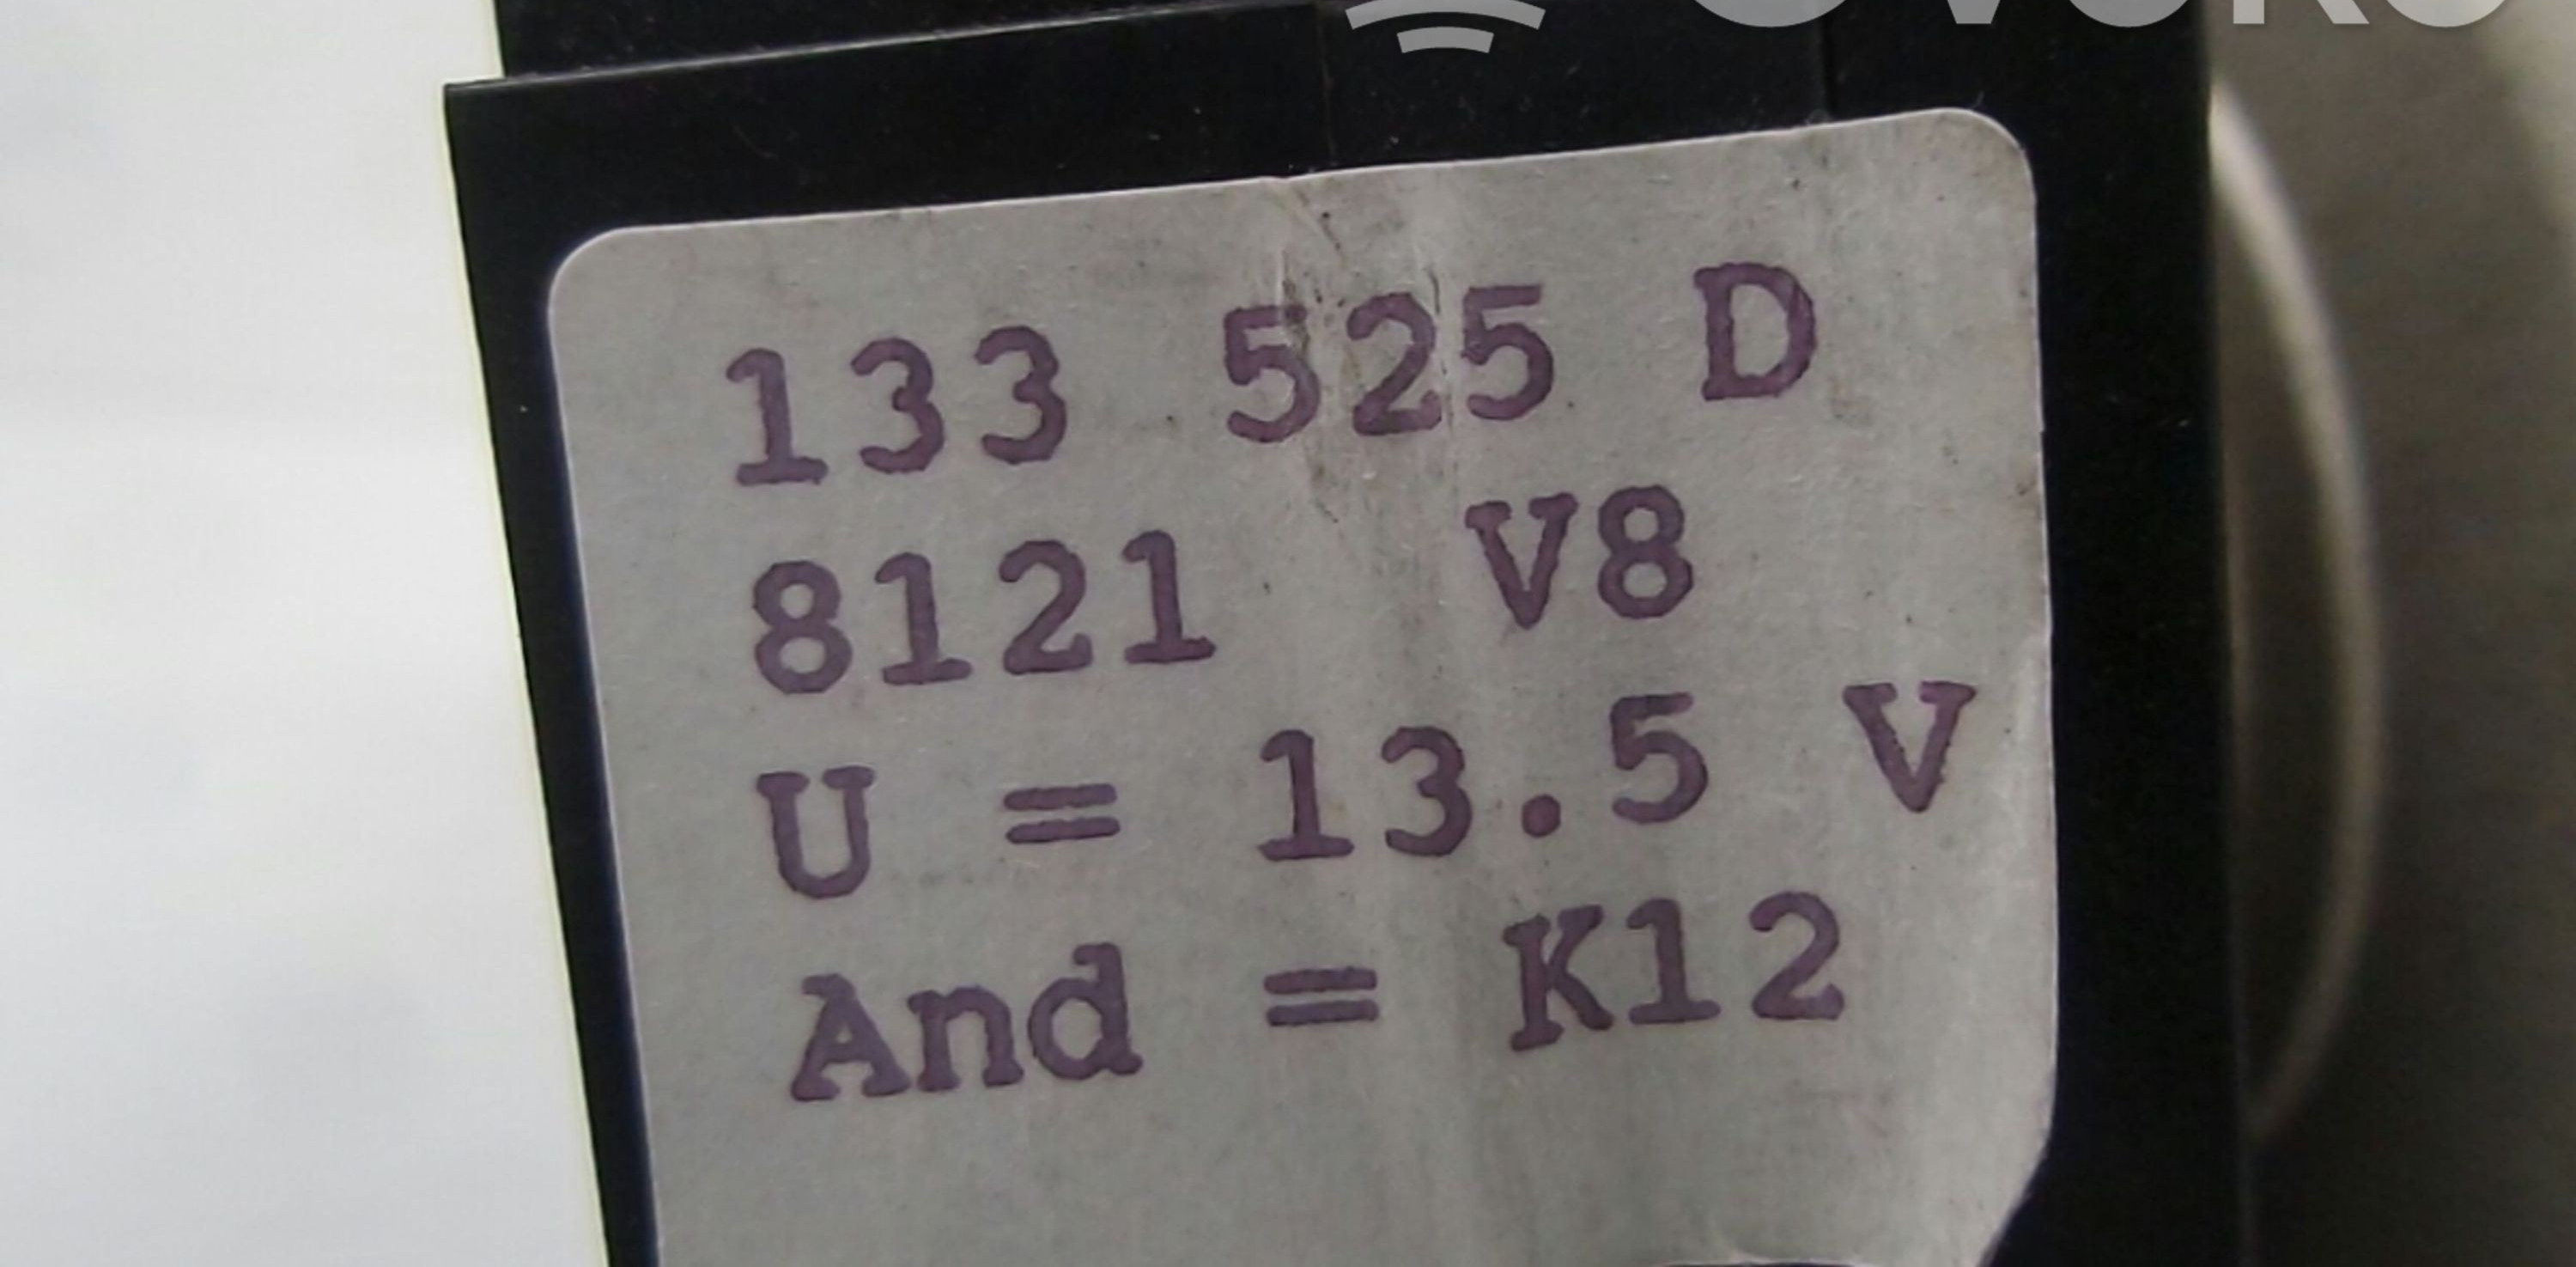 133 525 D
8121 V8
U = 13.5 V
And = K12